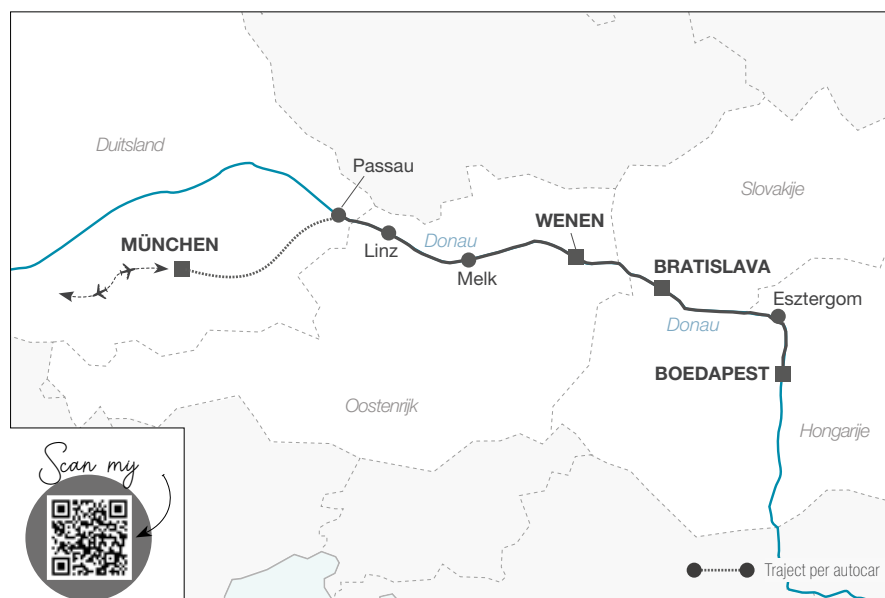 Duitsland
Passau
Slovakije
WENEN
MÜNCHEN
Linz
Donau
Melk
BRATISLAVA
Esztergom
Donau
BOEDAPEST
Oostenrijk
Hongarije
Scan my
Traject per autocar